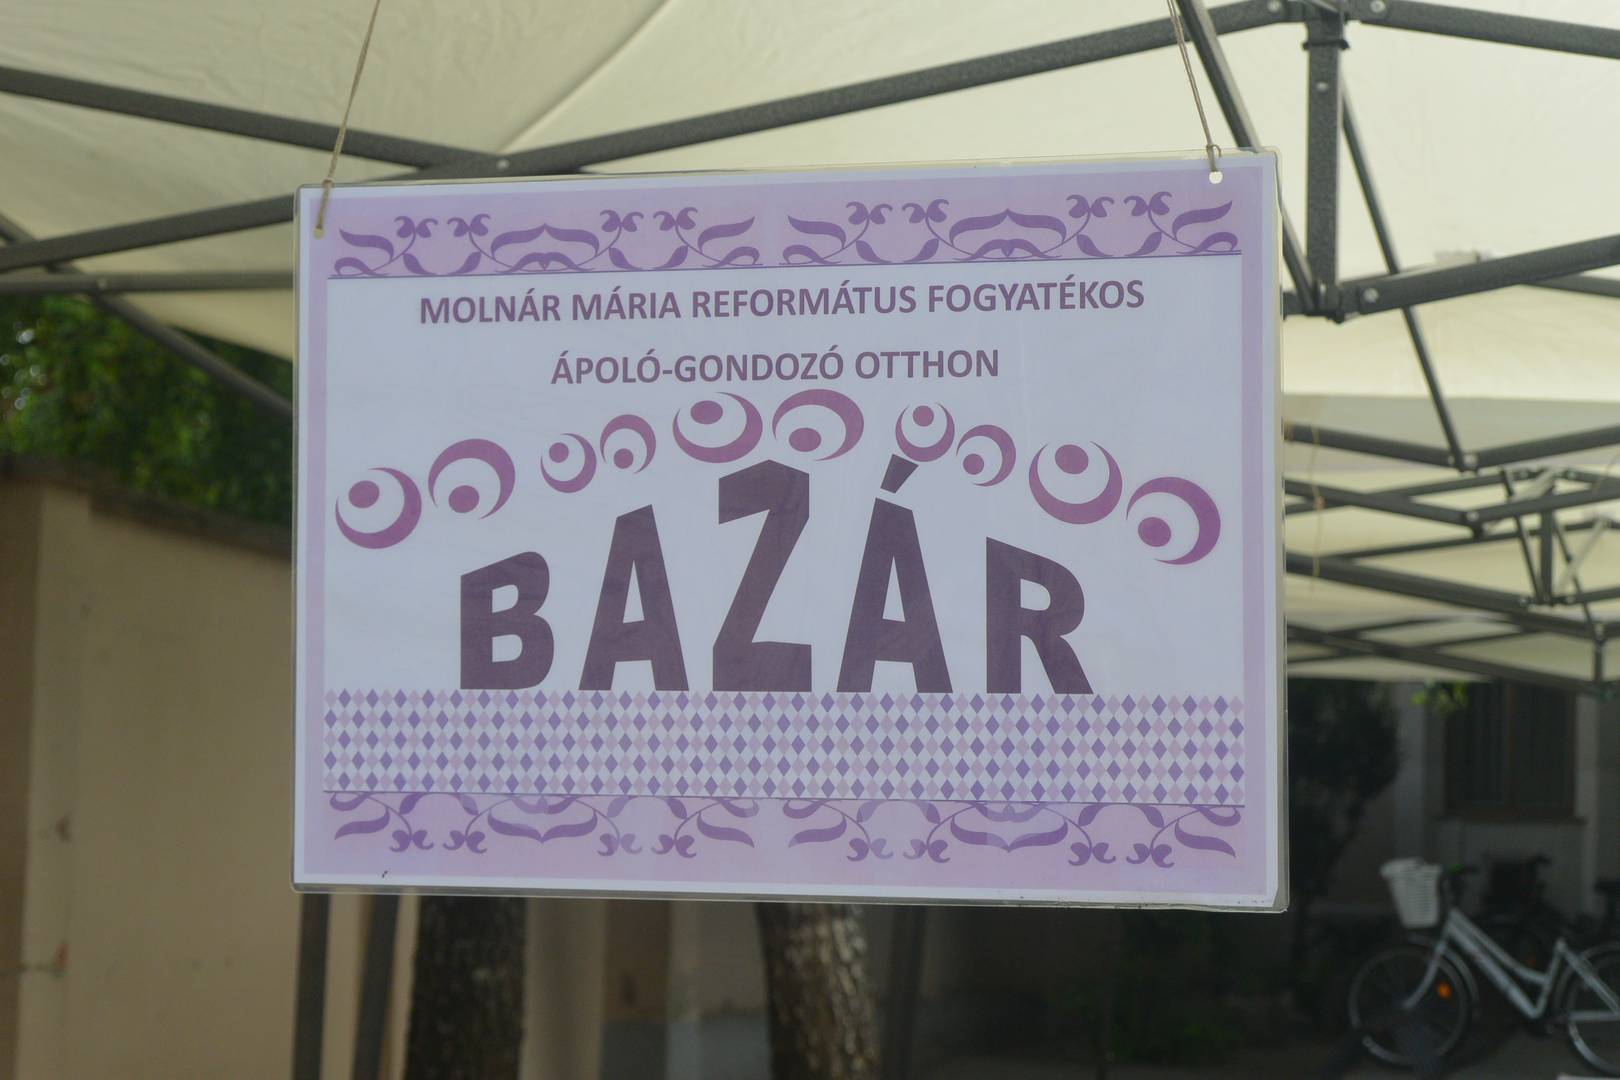 MOLNÁR MÁRIA REFORMÁTUS FOGYATÉKOS
ÁPOLÓ-GONDOZÓ OTTHON
BAZÁR